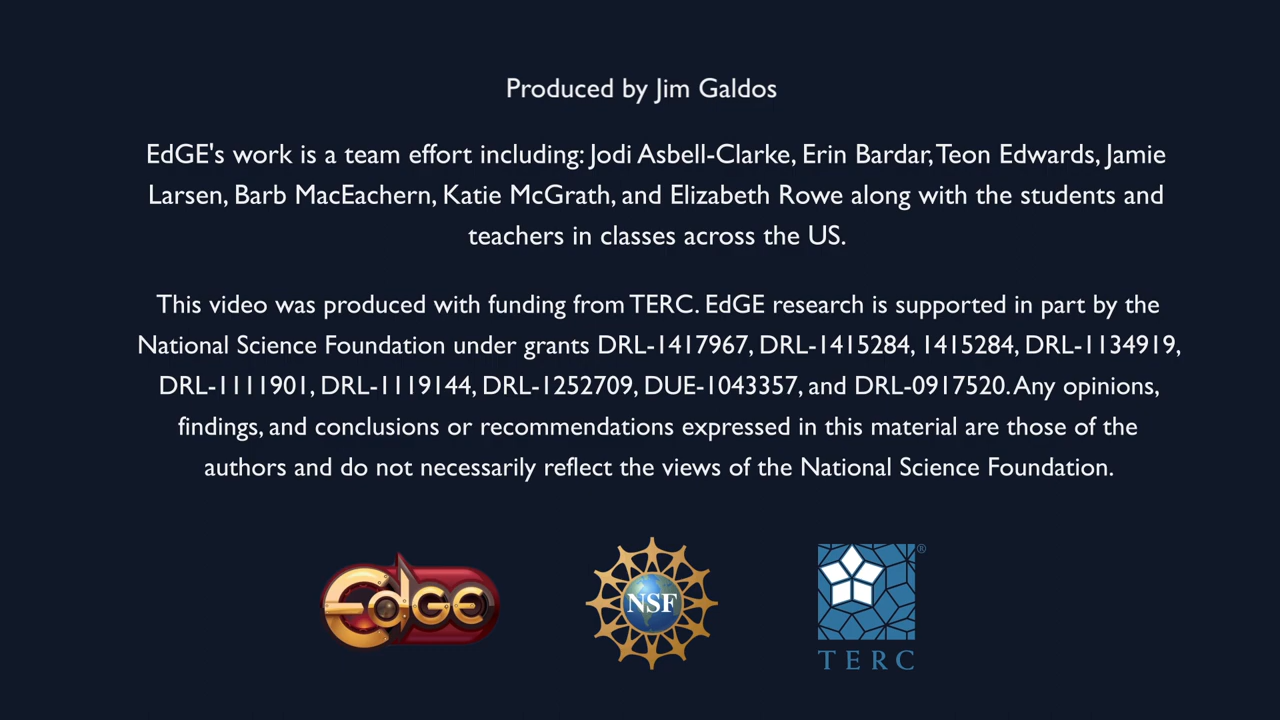 Produced by Jim Galdos
EdGE's work is a team effort including: Jodi Asbell-Clarke, Erin Bardar, Teon Edwards, Jamie
Larsen, Barb MacEachern, Katie McGrath, and Elizabeth Rowe along with the students and
teachers in classes across the US.
This video was produced with funding from TERC. EdGE research is supported in part by the
National Science Foundation under grants DRL-1417967, DRL-1415284, 1415284, DRL-1134919,
DRL-1111901, DRL-1119144, DRL-1252709, DUE-1043357, and DRL-0917520. Any opinions,
findings, and conclusions or recommendations expressed in this material are those of the
authors and do not necessarily reflect the views of the National Science Foundation.
EdGE
NSF
®
TERC